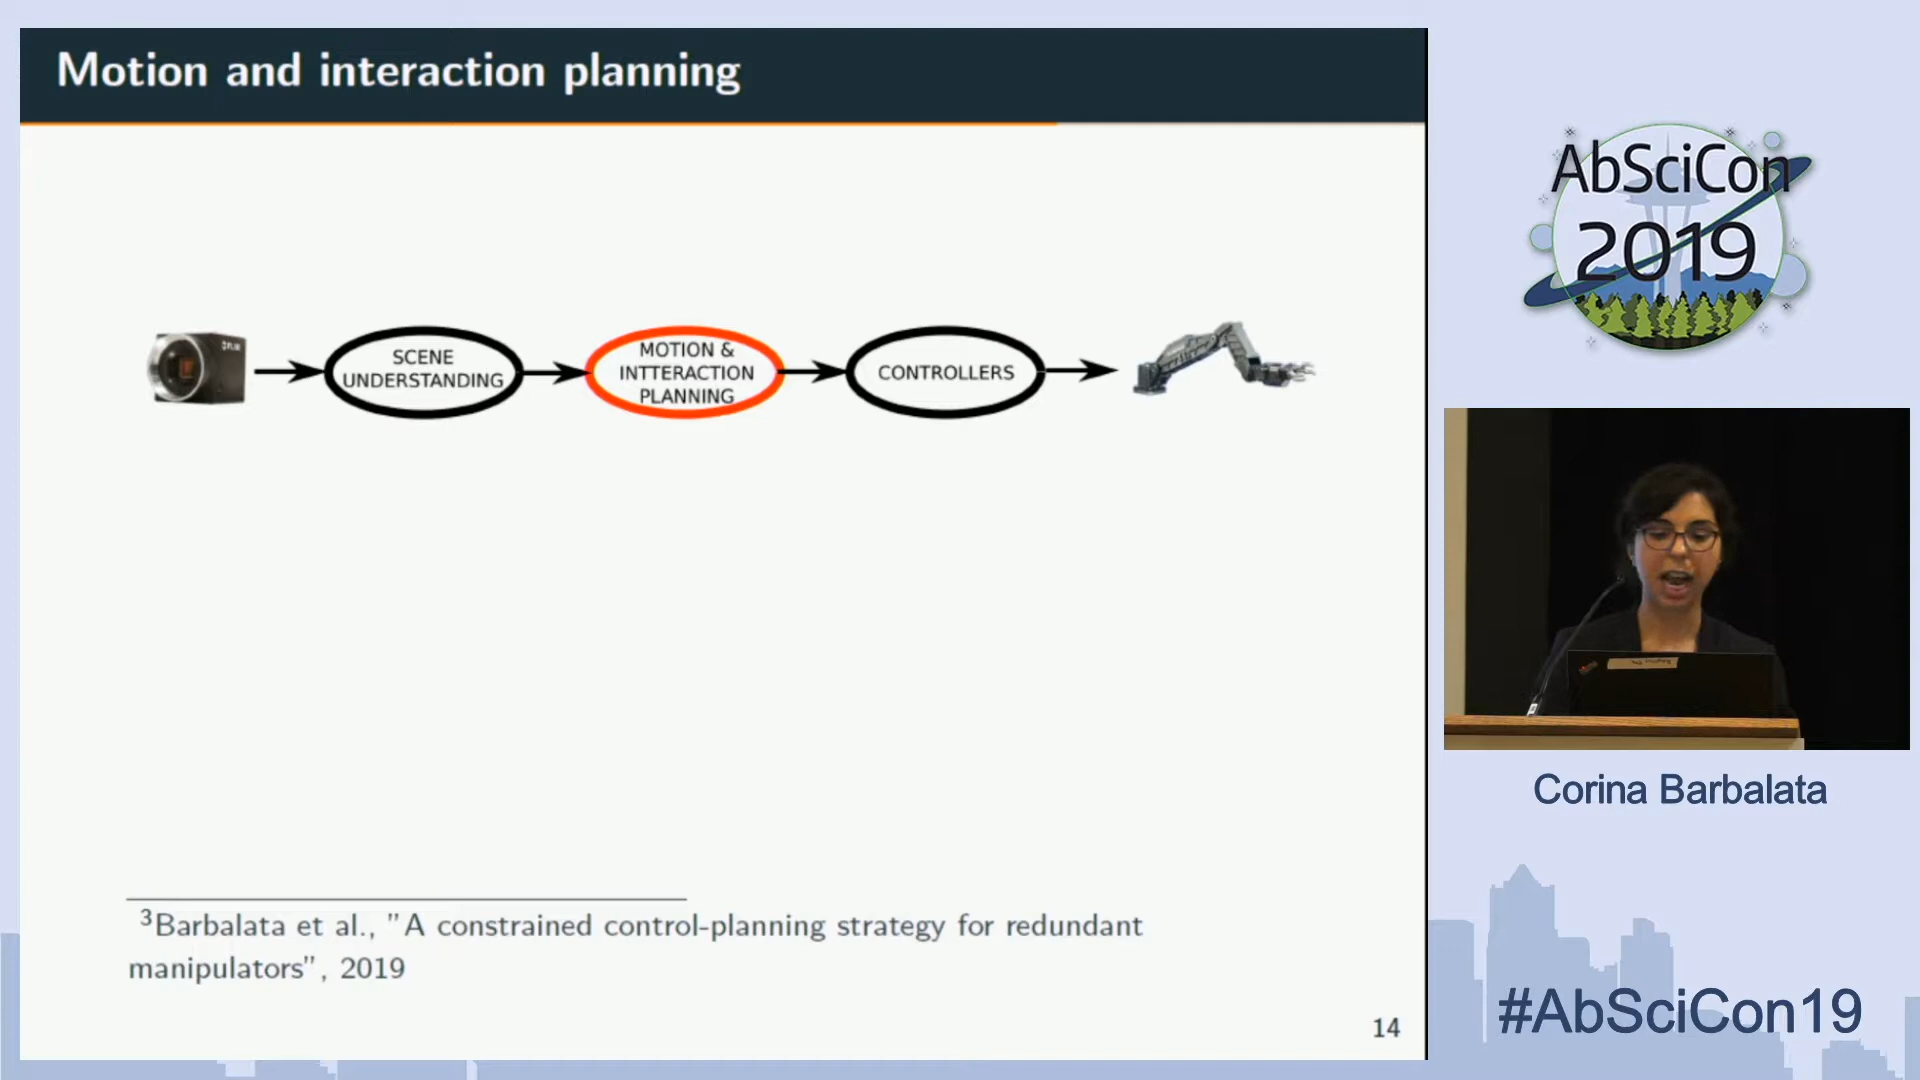 Motion and interaction planning
SCENE
UNDERSTANDING
MOTION &
INTTERACTION
PLANNING
CONTROLLERS
³Barbalata et al., "A constrained control-planning strategy for redundant
manipulators", 2019
14
AbSciCon
2019
Corina Barbalata
#AbSciCon19